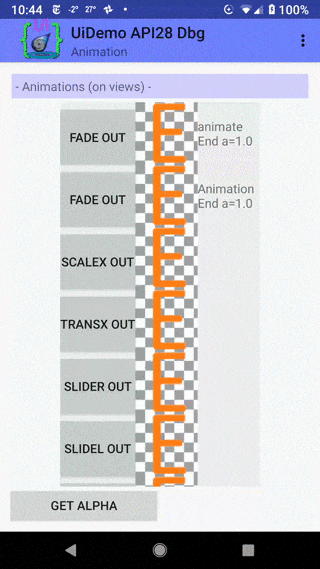 10:44 -2° 27° 100%
UiDemo API28 Dbg
Animation
- Animations (on views) -
FADE OUT
animate
End a=1.0
FADE OUT
Animation
End a=1.0
SCALEX OUT
TRANSX OUT
SLIDER OUT
SLIDEL OUT
GET ALPHA